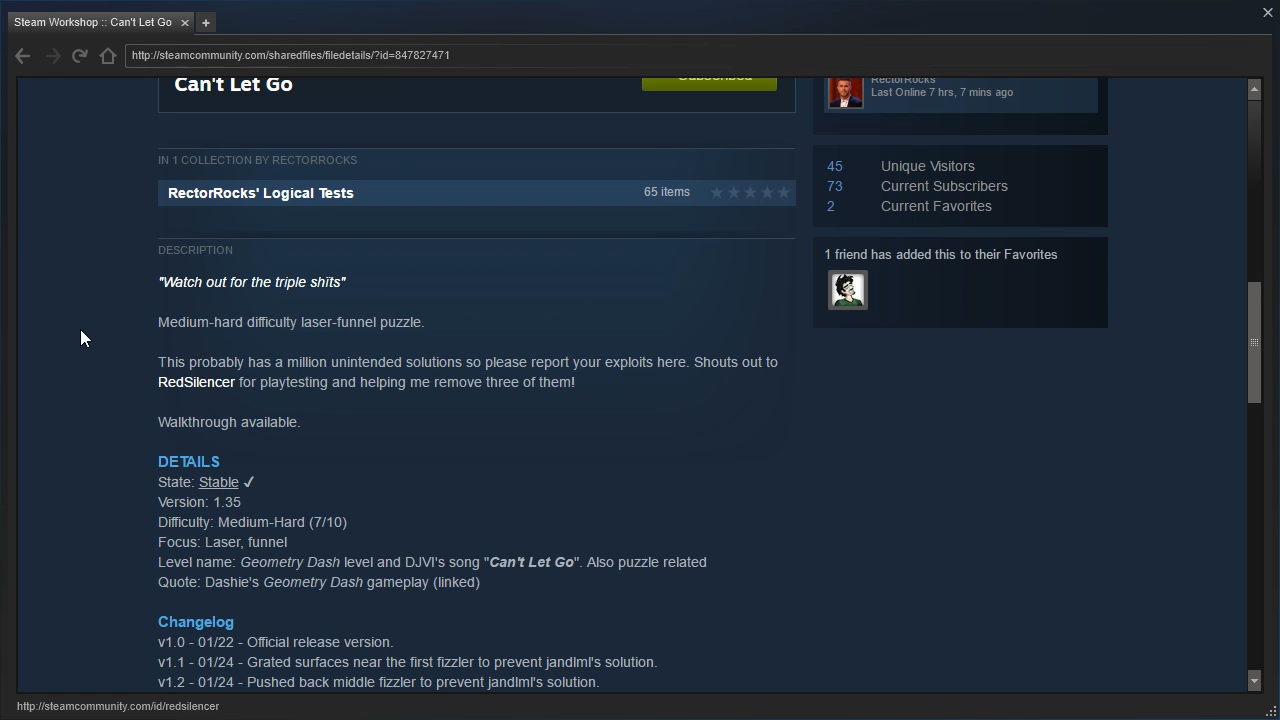 Steam Workshop :: Can't Let Go
http://steamcommunity.com/sharedfiles/filedetails/?id=847827471
Can't Let Go
Subscribed
RectorRocks
Last Online 7 hrs, 7 mins ago
IN 1 COLLECTION BY RECTORROCKS
RectorRocks' Logical Tests
65 items
45 Unique Visitors
73 Current Subscribers
2 Current Favorites
1 friend has added this to their Favorites
DESCRIPTION
"Watch out for the triple shïts"
Medium-hard difficulty laser-funnel puzzle.
This probably has a million unintended solutions so please report your exploits here. Shouts out to
RedSilencer for playtesting and helping me remove three of them!
Walkthrough available.
DETAILS
State: Stable ✓
Version: 1.35
Difficulty: Medium-Hard (7/10)
Focus: Laser, funnel
Level name: Geometry Dash level and DJVI's song "Can't Let Go". Also puzzle related
Quote: Dashie's Geometry Dash gameplay (linked)
Changelog
v1.0 - 01/22 - Official release version.
v1.1 - 01/24 - Grated surfaces near the first fizzler to prevent jandlml's solution.
v1.2 - 01/24 - Pushed back middle fizzler to prevent jandlml's solution.
http://steamcommunity.com/id/redsilencer